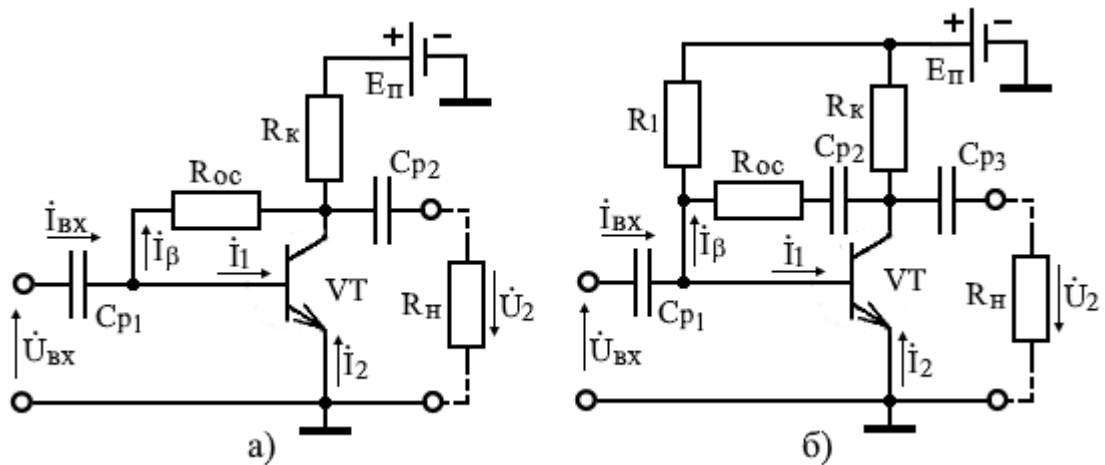 + −
Eп
Rк
Rос
Cр2
İвх
İβ
İ1
VT
Cр1
Rн
U̇2
U̇вх
İ2
а)
+ −
Eп
R1
Rк
Rос
Cр2
Cр3
İвх
İβ
İ1
VT
Cр1
Rн
U̇2
U̇вх
İ2
б)